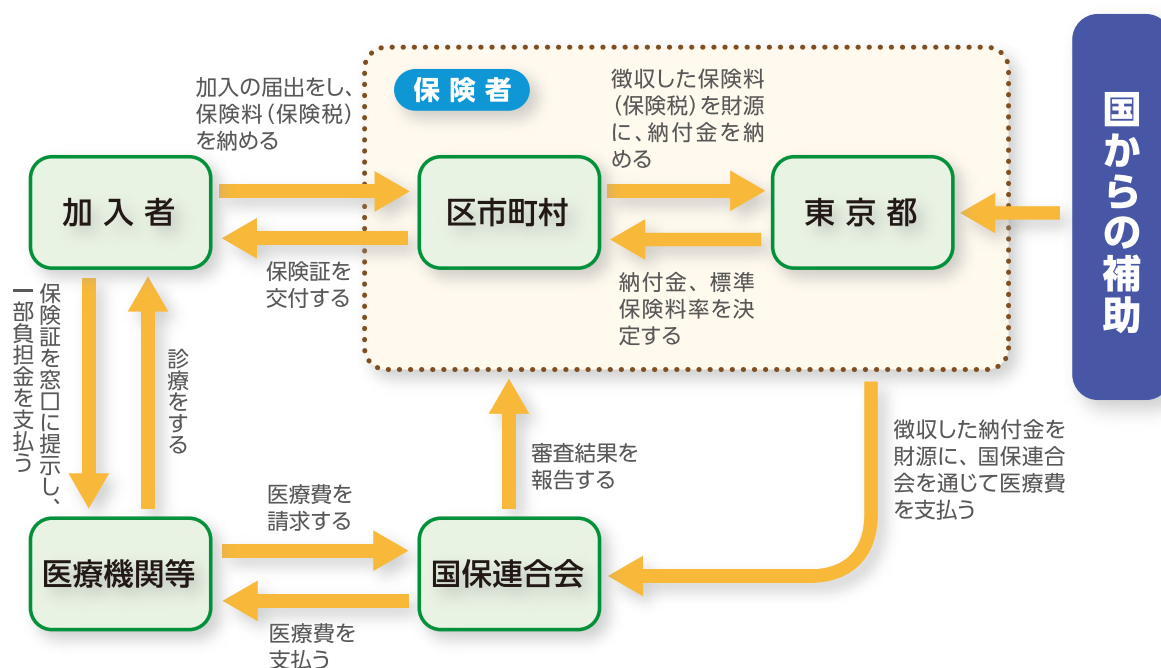 加入の届出をし、
保険料(保険税)
を納める
保険者
徴収した保険料
(保険税)を財源
に、納付金を納
める
国からの補助
加入者
区市町村
東京都
保険証を
交付する
納付金、標準
保険料率を決
定する
保険証を窓口に提示し、
一部負担金を支払う
診療をする
審査結果を
報告する
徴収した納付金を
財源に、国保連合
会を通じて医療費
を支払う
医療費を
請求する
医療機関等
国保連合会
医療費を
支払う